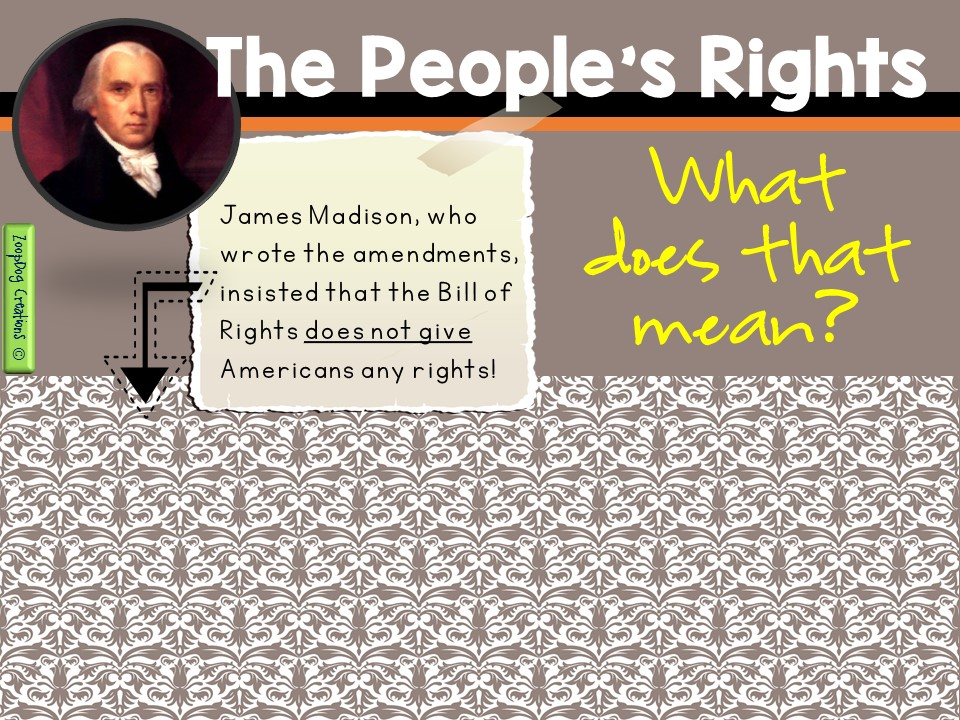 The People's Rights
James Madison, who
wrote the amendments,
insisted that the Bill of
Rights does not give
Americans any rights!
What
does that
mean?
ZoopDog Creations ©